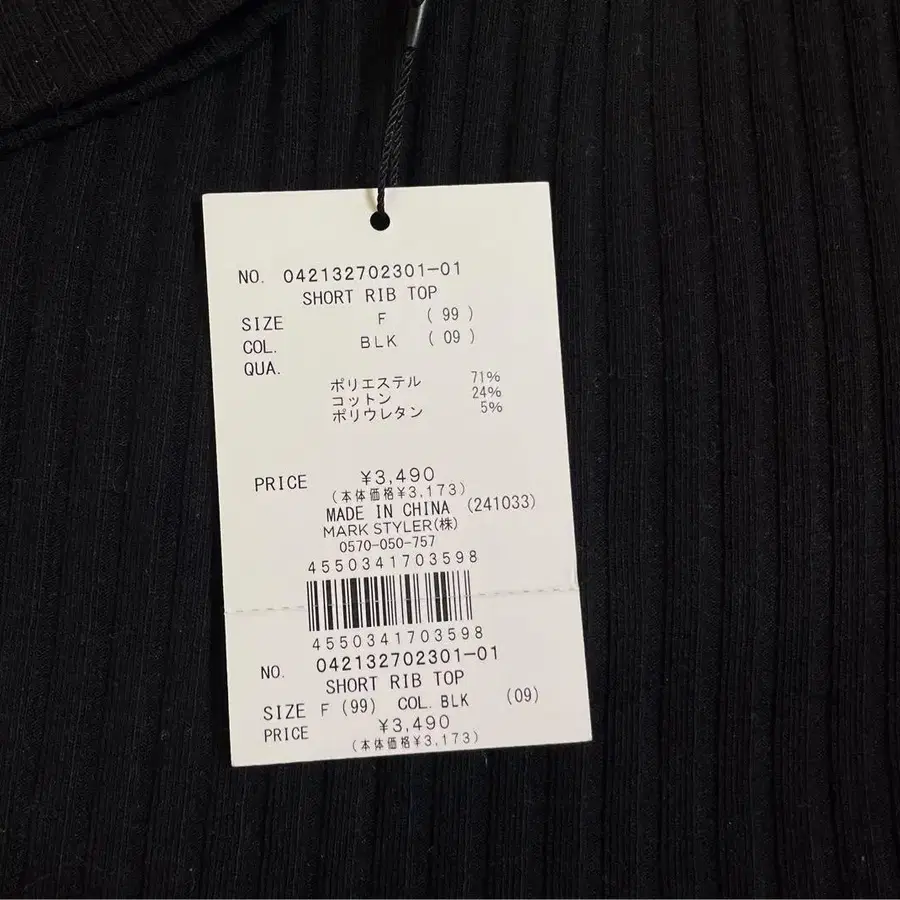 NO. 042132702301-01
SHORT RIB TOP
SIZE F (99)
COL. BLK (09)
QUA.
ポリエステル 71%
コットン 24%
ポリウレタン 5%
PRICE ¥3,490
(本体価格¥3,173)
MADE IN CHINA (241033)
MARK STYLER(株)
0570-050-757
4550341703598
4550341703598
NO. 042132702301-01
SHORT RIB TOP
SIZE F (99) COL. BLK (09)
PRICE ¥3,490
(本体価格¥3,173)